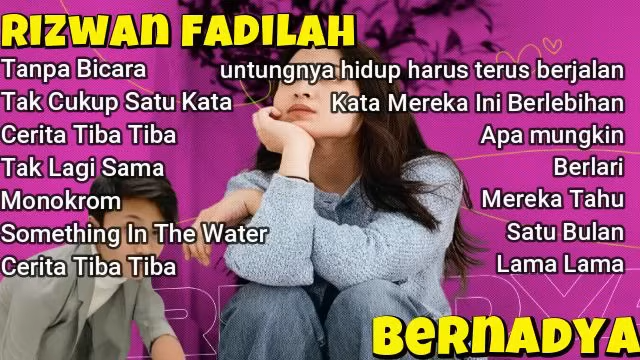 RIZWAN FADILAH
Tanpa Bicara
Tak Cukup Satu Kata
Cerita Tiba Tiba
Tak Lagi Sama
Monokrom
Something In The Water
Cerita Tiba Tiba
untungnya hidup harus terus berjalan
Kata Mereka Ini Berlebihan
Apa mungkin
Berlari
Mereka Tahu
Satu Bulan
Lama Lama
BERNADYA